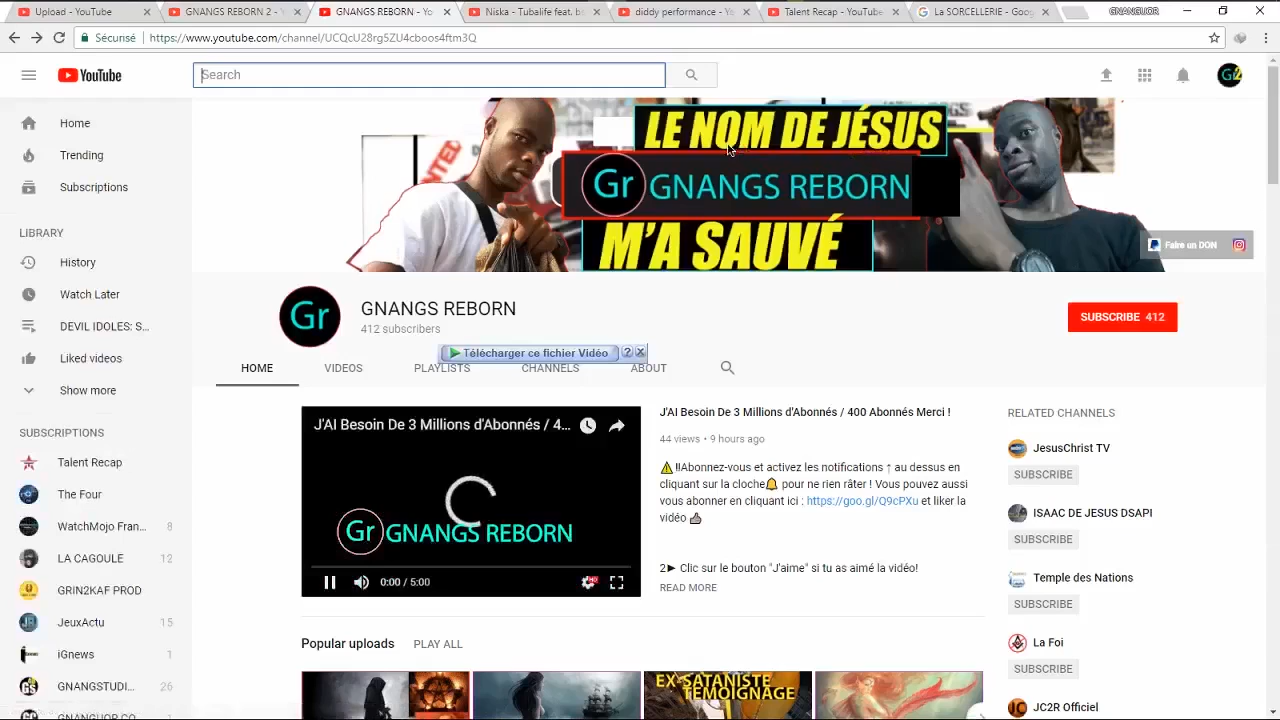 Upload - YouTube
GNANGS REBORN 2 - Y
GNANGS REBORN - Yo
Niska - Tubalife feat. b
diddy performance - Yo
Talent Recap - YouTube
La SORCELLERIE - Goog
GNANGUOR
Sécurisé
https://www.youtube.com/channel/UCQcU28rg5ZU4cboos4ftm3Q
YouTube
Search
Gr2
Home
Trending
Subscriptions
LIBRARY
History
Watch Later
DEVIL IDOLES: S...
Liked videos
Show more
SUBSCRIPTIONS
Talent Recap
The Four
WatchMojo Fran... 8
LA CAGOULE 12
GRIN2KAF PROD
JeuxActu 15
iGnews 1
GNANGSTUDI... 26
GNANGUOR CO
LE NOM DE JÉSUS
Gr GNANGS REBORN
M'A SAUVÉ
Faire un DON
Gr
GNANGS REBORN
412 subscribers
SUBSCRIBE 412
Télécharger ce fichier Vidéo ?
HOME
VIDEOS
PLAYLISTS
CHANNELS
ABOUT
J'AI Besoin De 3 Millions d'Abonnés / 4...
Gr GNANGS REBORN
0:00 / 5:00
HD
J'AI Besoin De 3 Millions d'Abonnés / 400 Abonnés Merci !
44 views • 9 hours ago
⚠‼Abonnez-vous et activez les notifications ↑ au dessus en
cliquant sur la cloche🔔 pour ne rien râter ! Vous pouvez aussi
vous abonner en cliquant ici : https://goo.gl/Q9cPXu et liker la
vidéo 👍
2► Clic sur le bouton "J'aime" si tu as aimé la vidéo!
READ MORE
RELATED CHANNELS
JesusChrist TV
SUBSCRIBE
ISAAC DE JESUS DSAPI
SUBSCRIBE
Temple des Nations
SUBSCRIBE
La Foi
SUBSCRIBE
JC2R Officiel
Popular uploads
PLAY ALL
EX-SATANISTE
TÉMOIGNAGE